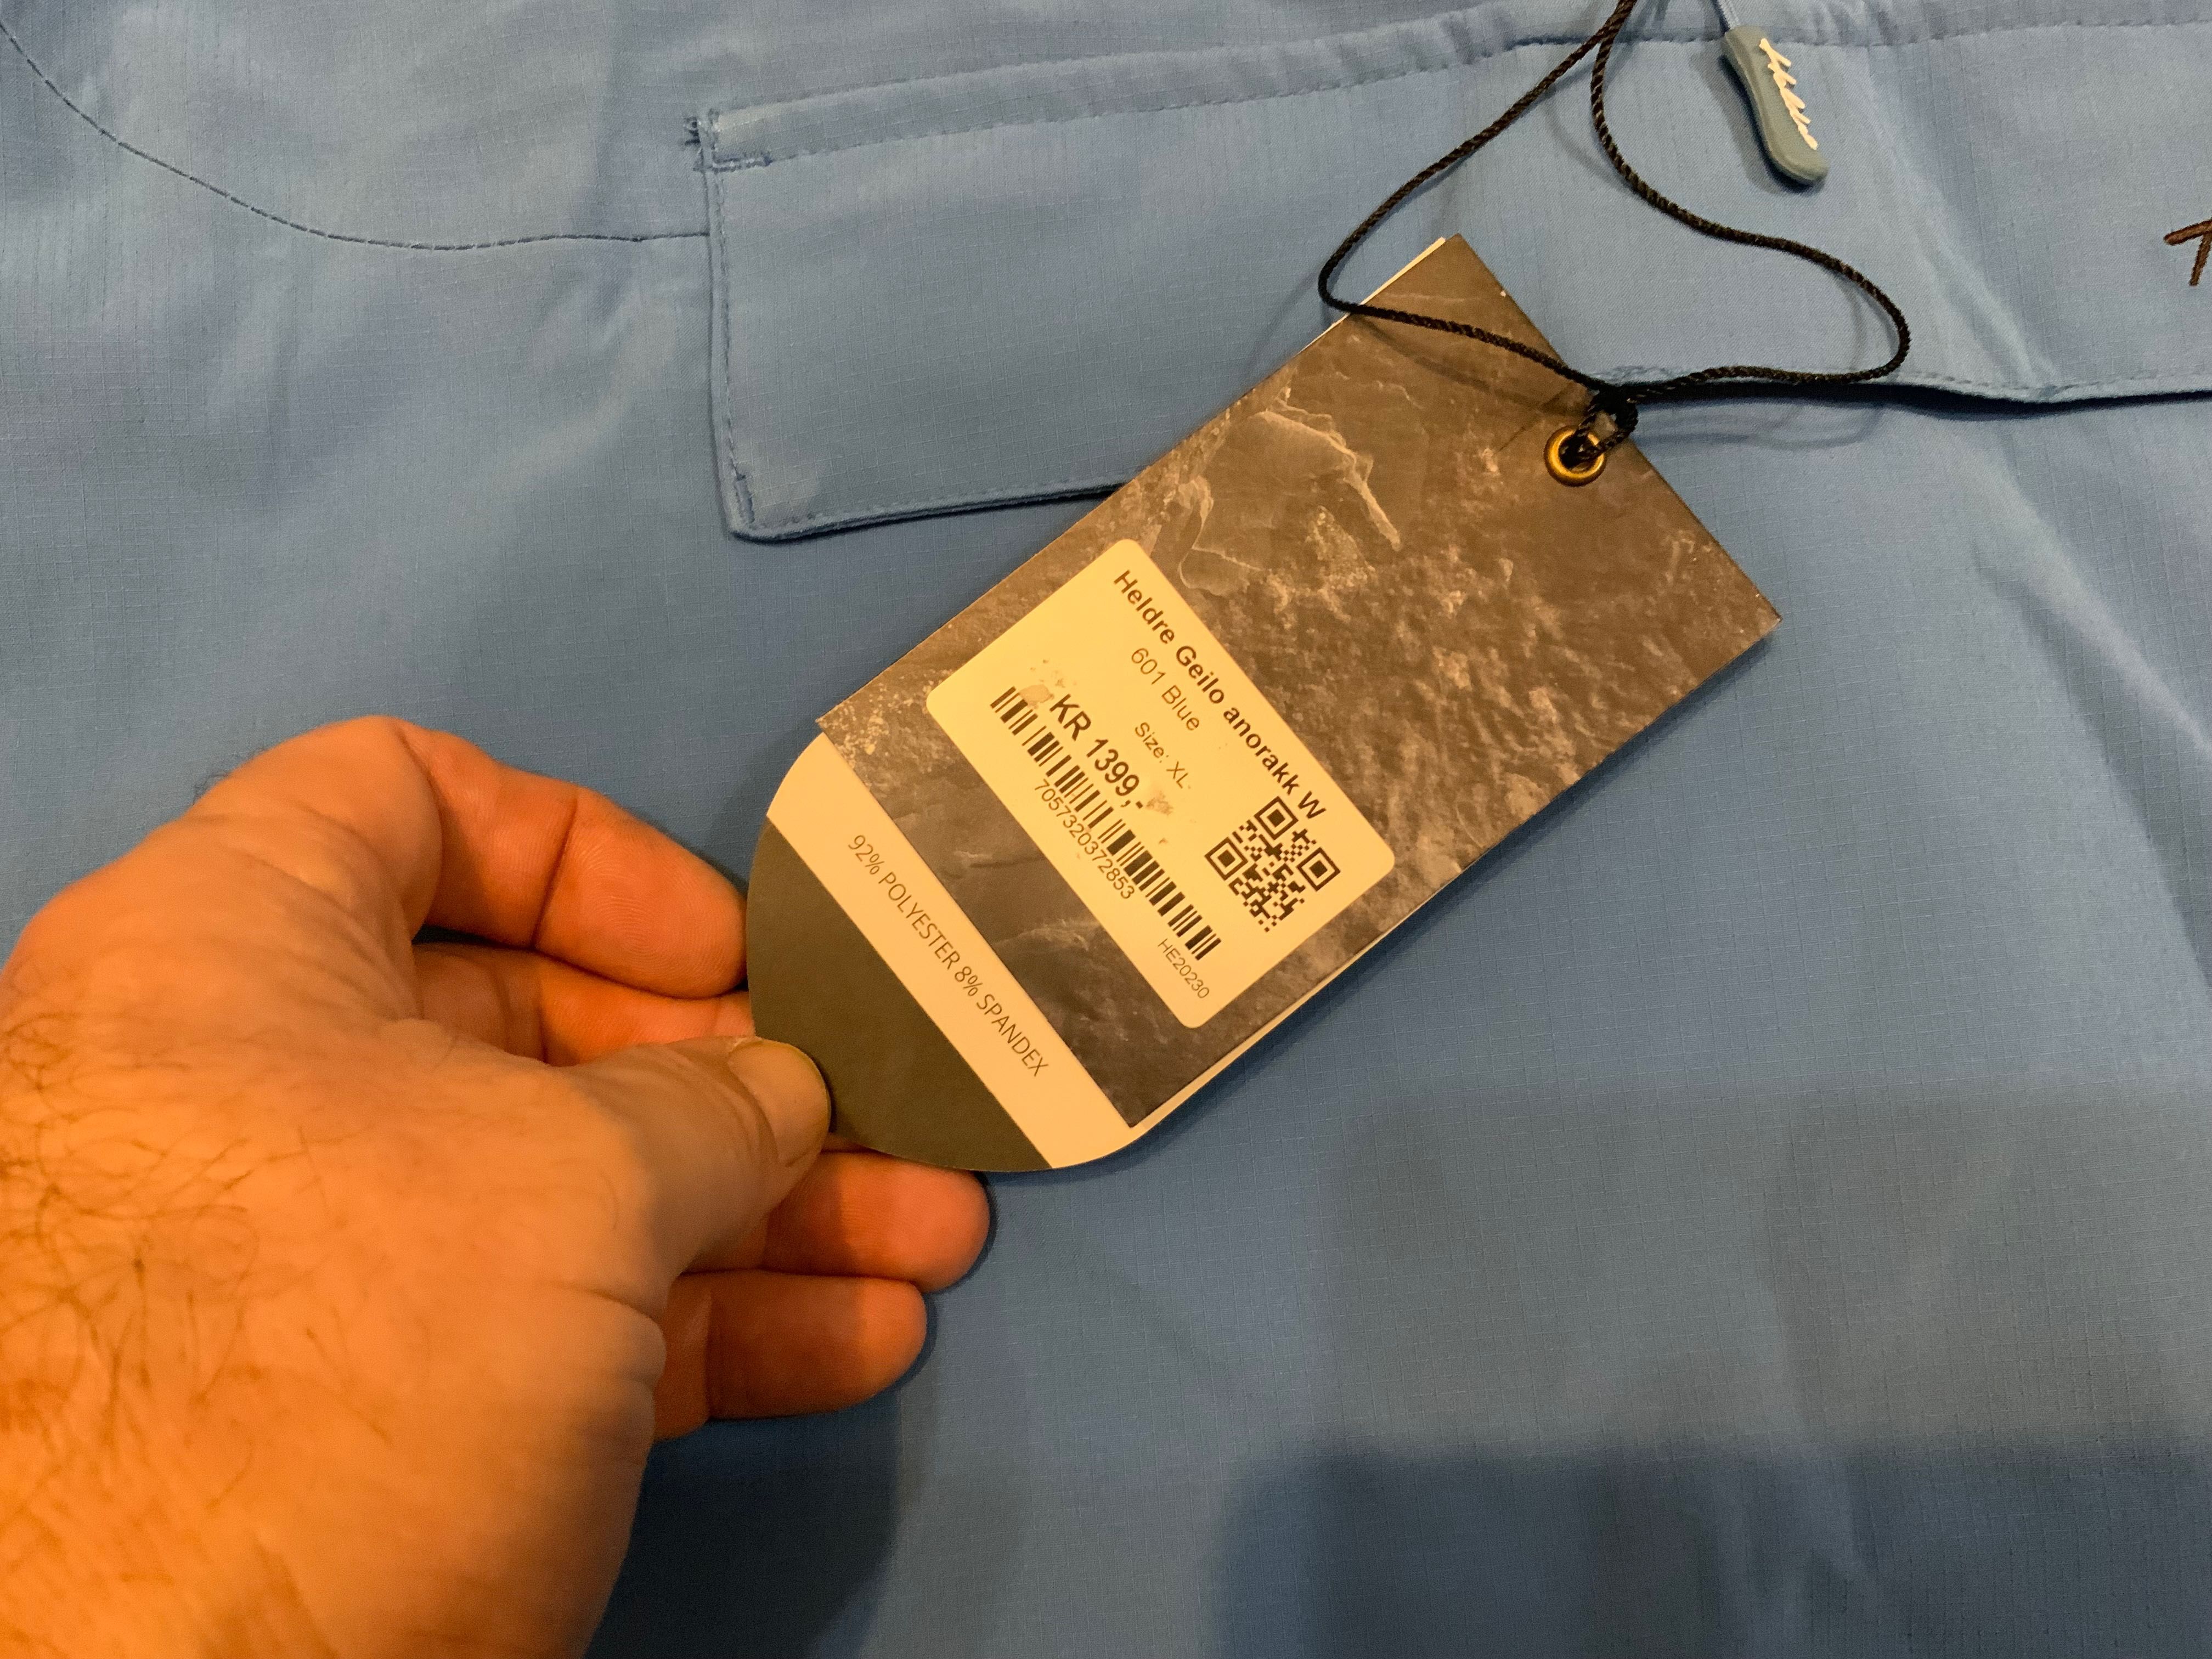 Heldre Geilo anorakk W
601 Blue
Size: XL
KR 1399,-
7057320372853
HE20230
92% POLYESTER 8% SPANDEX